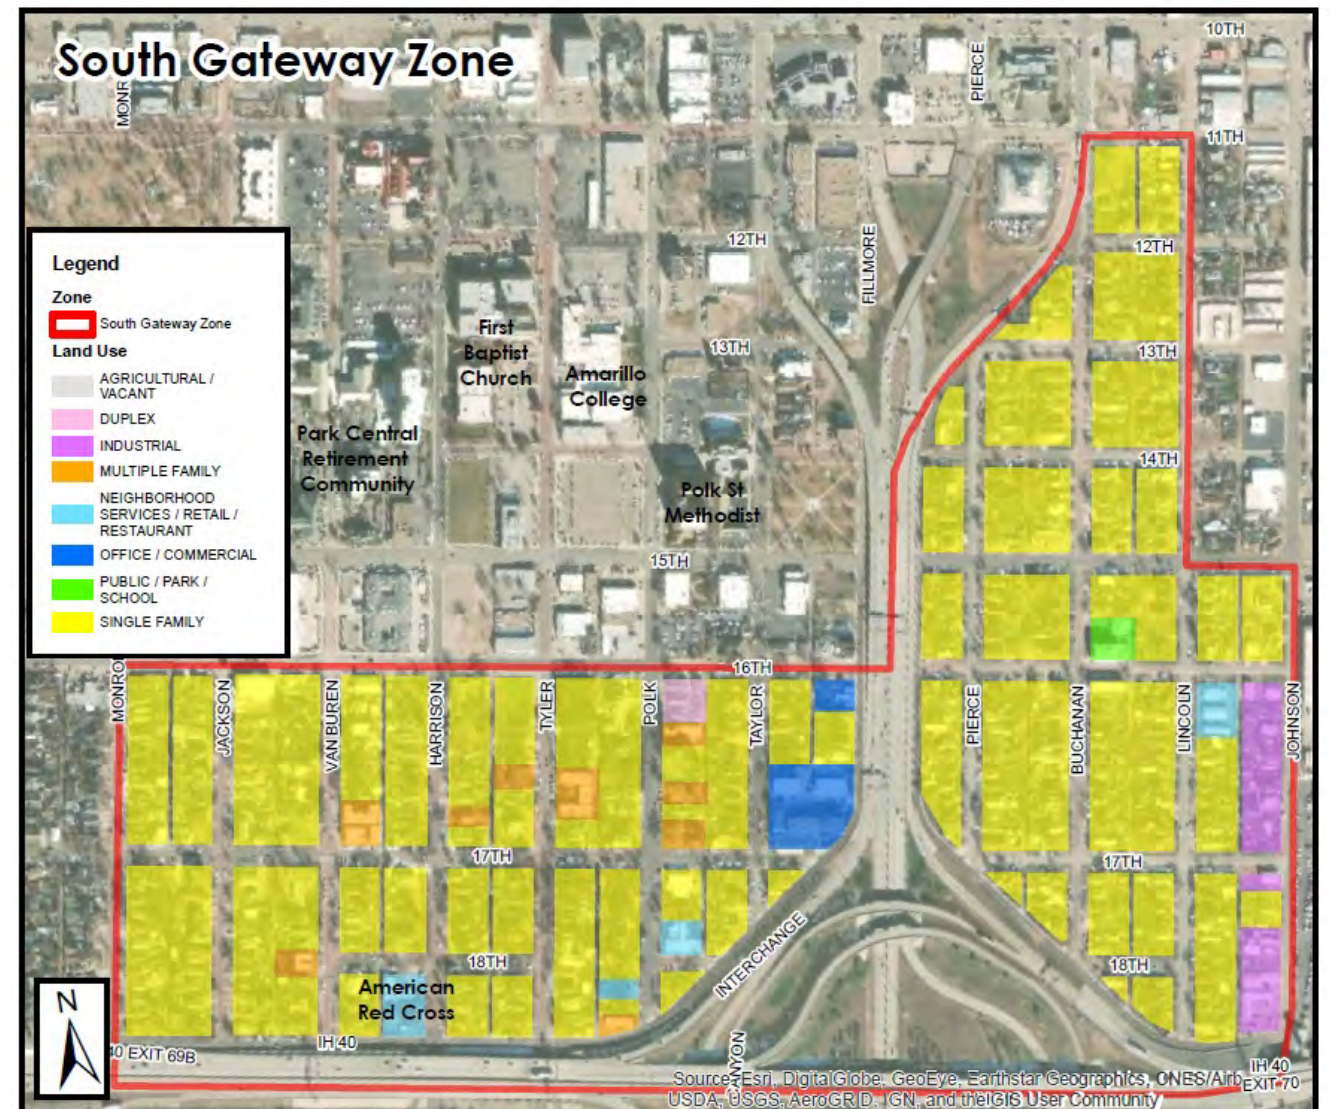 South Gateway Zone
10TH
MONR
PIERCE
11TH
12TH
12TH
FILLMORE
13TH
13TH
14TH
15TH
16TH
First
Baptist
Church
Amarillo
College
Park Central
Retirement
Community
Polk St
Methodist
Legend
Zone
South Gateway Zone
Land Use
AGRICULTURAL /
VACANT
DUPLEX
INDUSTRIAL
MULTIPLE FAMILY
NEIGHBORHOOD
SERVICES / RETAIL /
RESTAURANT
OFFICE / COMMERCIAL
PUBLIC / PARK /
SCHOOL
SINGLE FAMILY
MONRO
JACKSON
VAN BUREN
HARRISON
TYLER
POLK
TAYLOR
PIERCE
BUCHANAN
LINCOLN
JOHNSON
17TH
17TH
18TH
18TH
INTERCHANGE
American
Red Cross
N
IH 40
40 EXIT 69B
ANYON
IH 40
EXIT 70
Source: Esri, DigitalGlobe, GeoEye, Earthstar Geographics, CNES/Airb
USDA, USGS, AeroGRID, IGN, and the GIS User Community